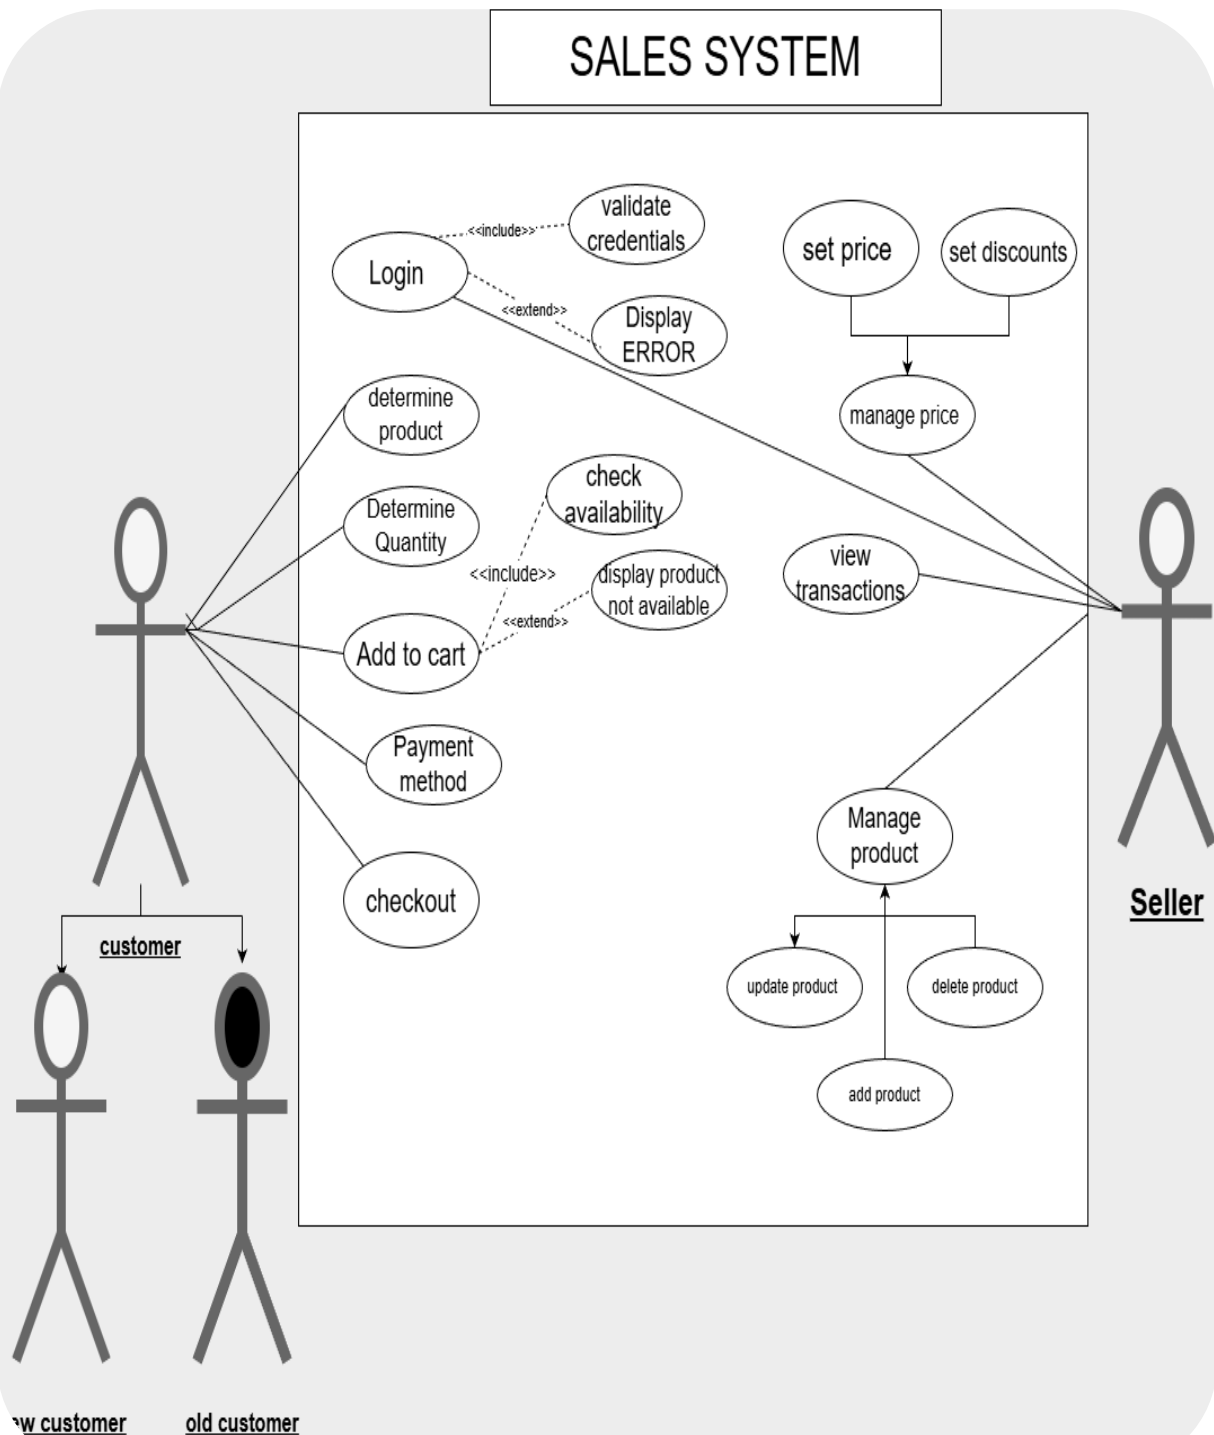 SALES SYSTEM
validate
credentials
<<include>>
Login
<<extend>>
Display
ERROR
set price
set discounts
manage price
determine
product
Determine
Quantity
check
availability
<<include>>
display product
not available
<<extend>>
Add to cart
view
transactions
Payment
method
checkout
Manage
product
update product
delete product
add product
Seller
customer
customer
old customer